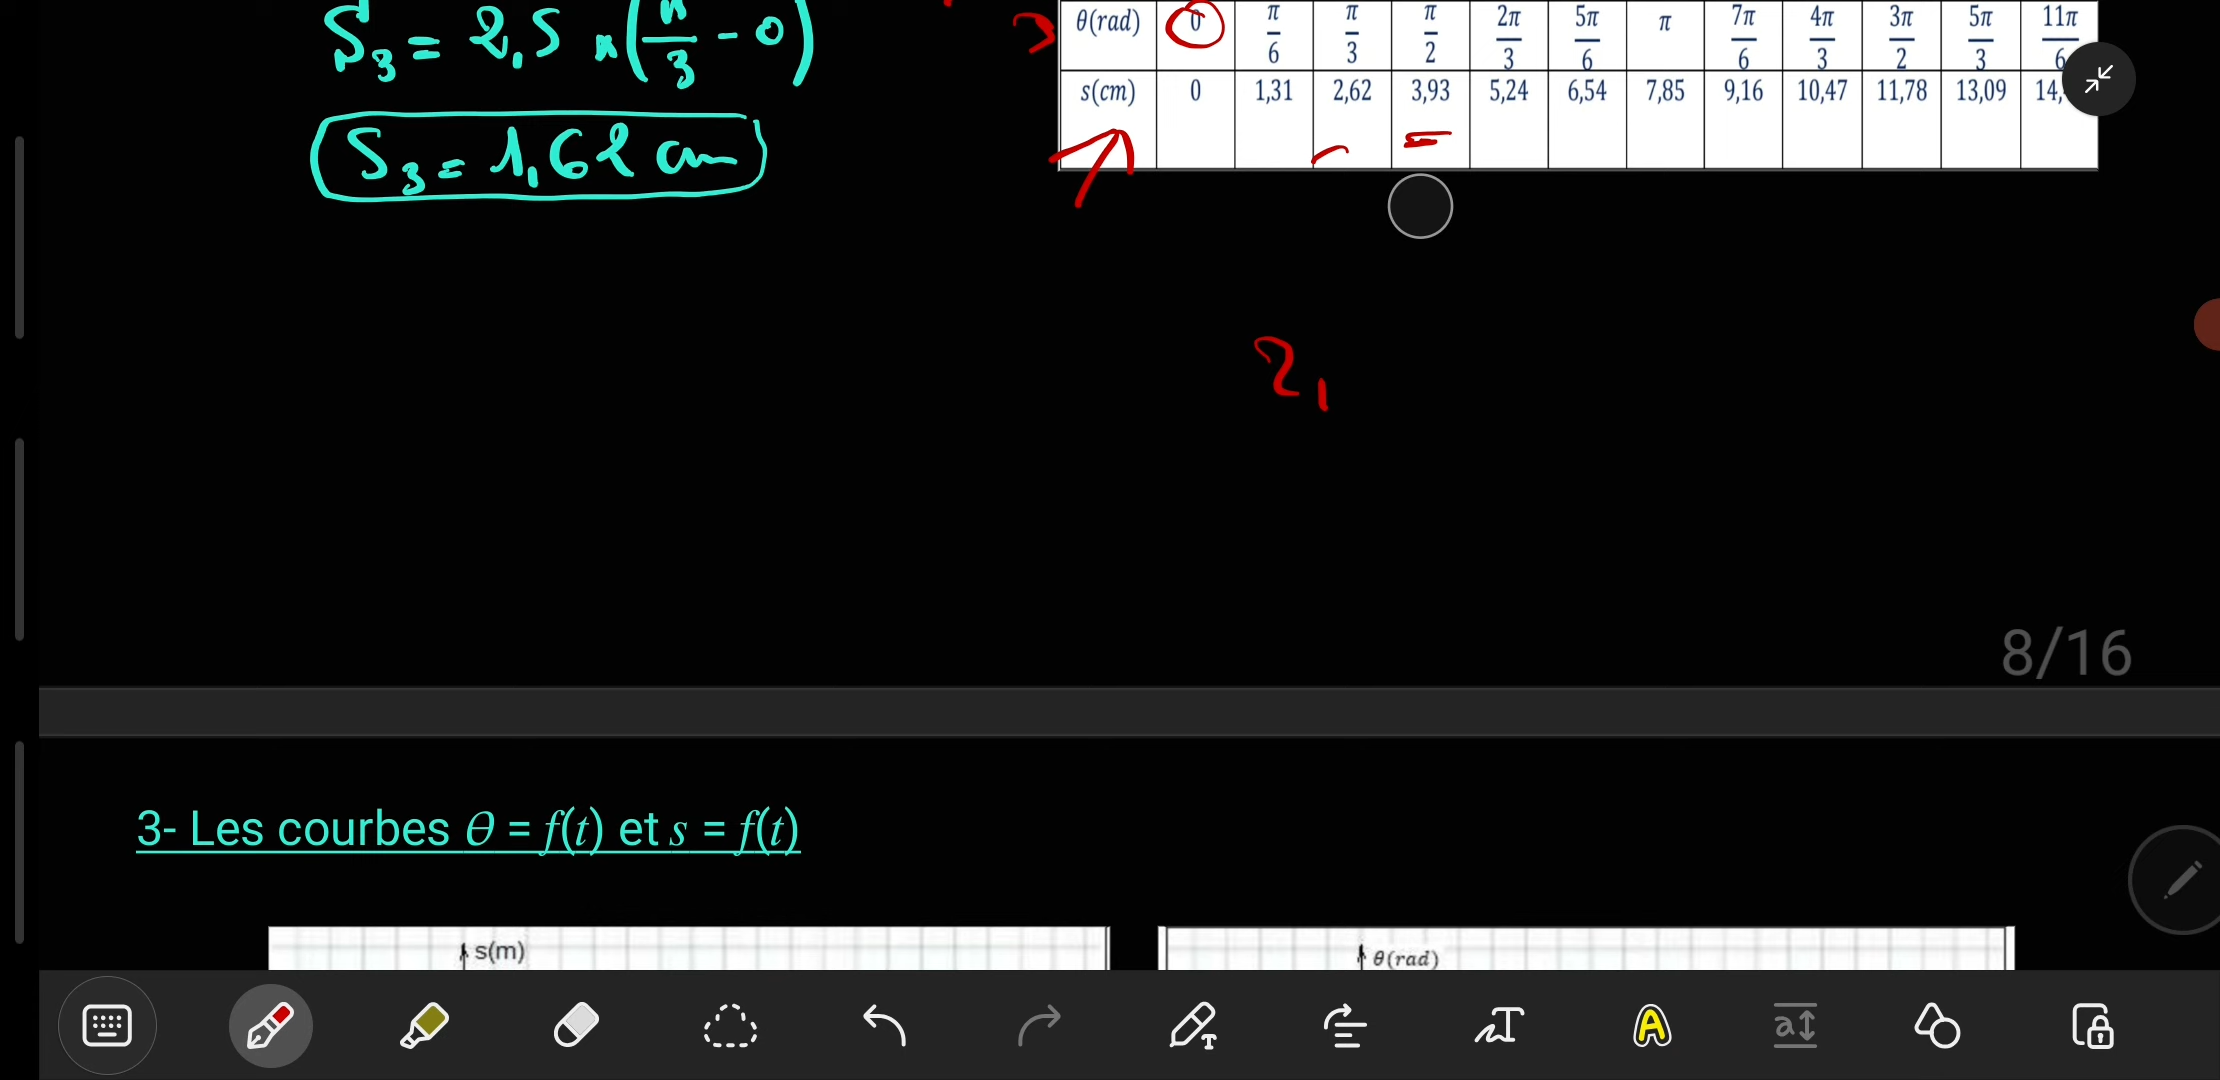 S₃ = 2,5 × (π/3 - 0)
S₃ = 1,62 cm
θ(rad) 0 π/6 π/3 π/2 2π/3 5π/6 π 7π/6 4π/3 3π/2 5π/3 11π/6
s(cm) 0 1,31 2,62 3,93 5,24 6,54 7,85 9,16 10,47 11,78 13,09 14,
=
2,
8/16
3- Les courbes θ = f(t) et s = f(t)
s(m)
θ(rad)